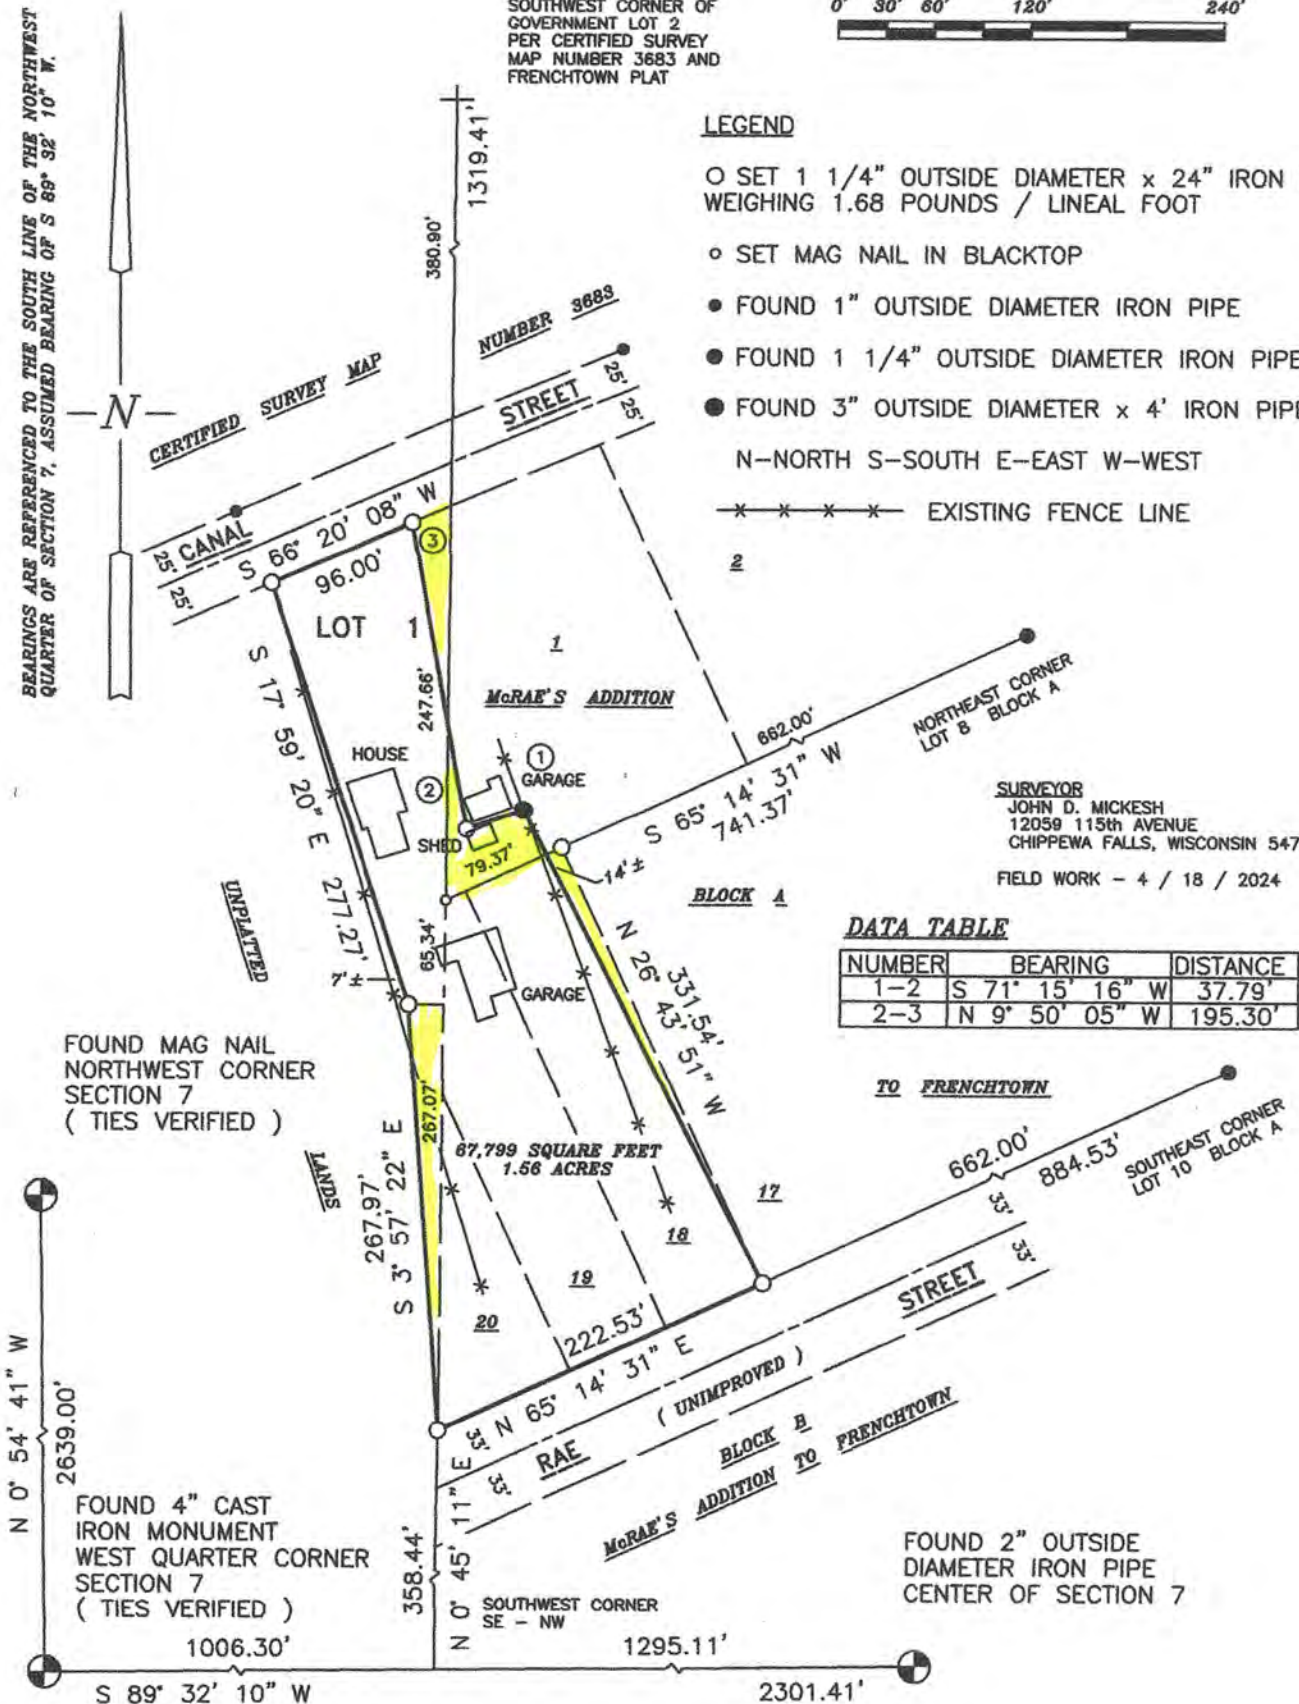 SOUTHWEST CORNER OF
GOVERNMENT LOT 2
PER CERTIFIED SURVEY
MAP NUMBER 3683 AND
FRENCHTOWN PLAT
0' 30' 60' 120' 240'
BEARINGS ARE REFERENCED TO THE SOUTH LINE OF THE NORTHWEST
QUARTER OF SECTION 7, ASSUMED BEARING OF S 89° 32' 10" W.
N
LEGEND
O SET 1 1/4" OUTSIDE DIAMETER x 24" IRON
WEIGHING 1.68 POUNDS / LINEAL FOOT
SET MAG NAIL IN BLACKTOP
FOUND 1" OUTSIDE DIAMETER IRON PIPE
FOUND 1 1/4" OUTSIDE DIAMETER IRON PIPE
FOUND 3" OUTSIDE DIAMETER x 4' IRON PIPE
N-NORTH S-SOUTH E-EAST W-WEST
EXISTING FENCE LINE
1319.41'
380.90'
CERTIFIED SURVEY MAP NUMBER 3683
CANAL STREET
25' 25'
25' 25'
S 66° 20' 08" W
96.00'
LOT 1
3
2
1
McRAE'S ADDITION
247.66'
S 17° 59' 20" E 277.27'
HOUSE
2
1
GARAGE
SHED
79.37'
14'±
662.00'
S 65° 14' 31" W
741.37'
NORTHEAST CORNER
LOT 8 BLOCK A
SURVEYOR
JOHN D. MICKESH
12059 115th AVENUE
CHIPPEWA FALLS, WISCONSIN 547
FIELD WORK - 4 / 18 / 2024
BLOCK A
UNPLATTED
LANDS
65.34'
7'±
GARAGE
331.54'
N 26° 43' 51" W
DATA TABLE
NUMBER BEARING DISTANCE
1-2 S 71° 15' 16" W 37.79'
2-3 N 9° 50' 05" W 195.30'
FOUND MAG NAIL
NORTHWEST CORNER
SECTION 7
( TIES VERIFIED )
TO FRENCHTOWN
267.07'
267.97'
S 3° 57' 22" E
67,799 SQUARE FEET
1.56 ACRES
17
18
19
20
662.00'
884.53'
SOUTHEAST CORNER
LOT 10 BLOCK A
33'
33'
222.53'
N 65° 14' 31" E
33'
33'
RAE ( UNIMPROVED ) STREET
BLOCK B
McRAE'S ADDITION TO FRENCHTOWN
N 0° 54' 41" W
2639.00'
FOUND 4" CAST
IRON MONUMENT
WEST QUARTER CORNER
SECTION 7
( TIES VERIFIED )
358.44'
N 0° 45' 11" E
SOUTHWEST CORNER
SE - NW
FOUND 2" OUTSIDE
DIAMETER IRON PIPE
CENTER OF SECTION 7
1006.30' 1295.11'
S 89° 32' 10" W 2301.41'